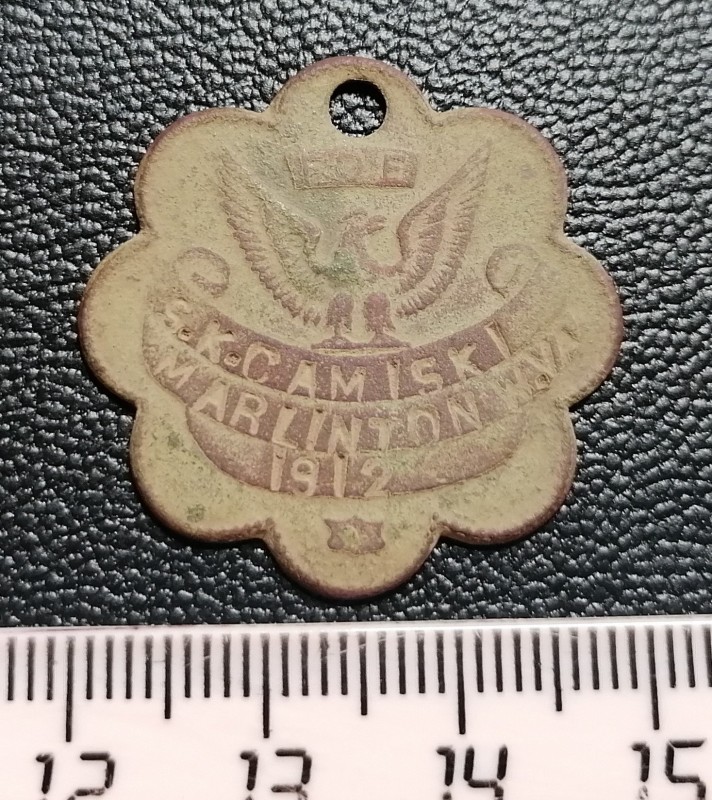 F.O.E
S.K.CAMISKI
MARLINTON W.VA
1912
12 13 14 15